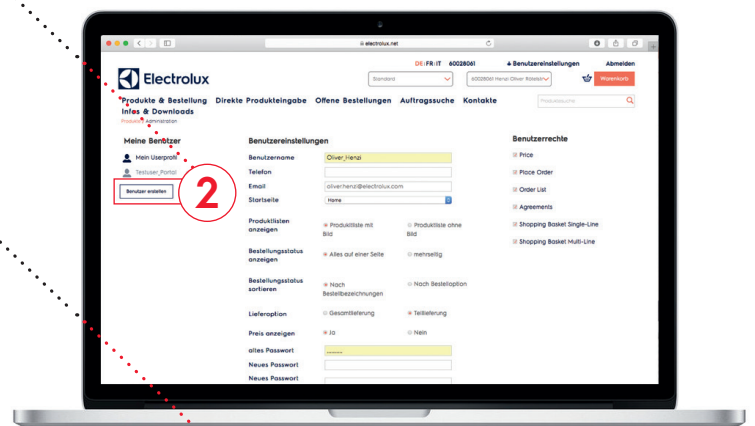 electrolux.net
DE|FR|IT 60028061 Benutzereinstellungen Abmelden
Electrolux
Standard 60028061 Henzi Oliver Warenkorb
Produkte & Bestellung Direkte Produkteingabe Offene Bestellungen Auftragssuche Kontakte Produktsuche
Infos & Downloads
Administration
Meine Benutzer Benutzereinstellungen Benutzerrechte
Mein Userprofil Benutzername Oliver_Henzi Price
Testuser_Portal Telefon Place Order
Benutzer erstellen Email oliver.henzi@electrolux.com Order List
2
Startseite Home Agreements
Produktlisten anzeigen Produktliste mit Bild Produktliste ohne Bild Shopping Basket Single-Line
Shopping Basket Multi-Line
Bestellungsstatus anzeigen Alles auf einer Seite mehrseitig
Bestellungsstatus sortieren Nach Bestellbezeichnungen Nach Bestelloption
Lieferoption Gesamtlieferung Teillieferung
Preis anzeigen Ja Nein
altes Passwort
Neues Passwort
Neues Passwort